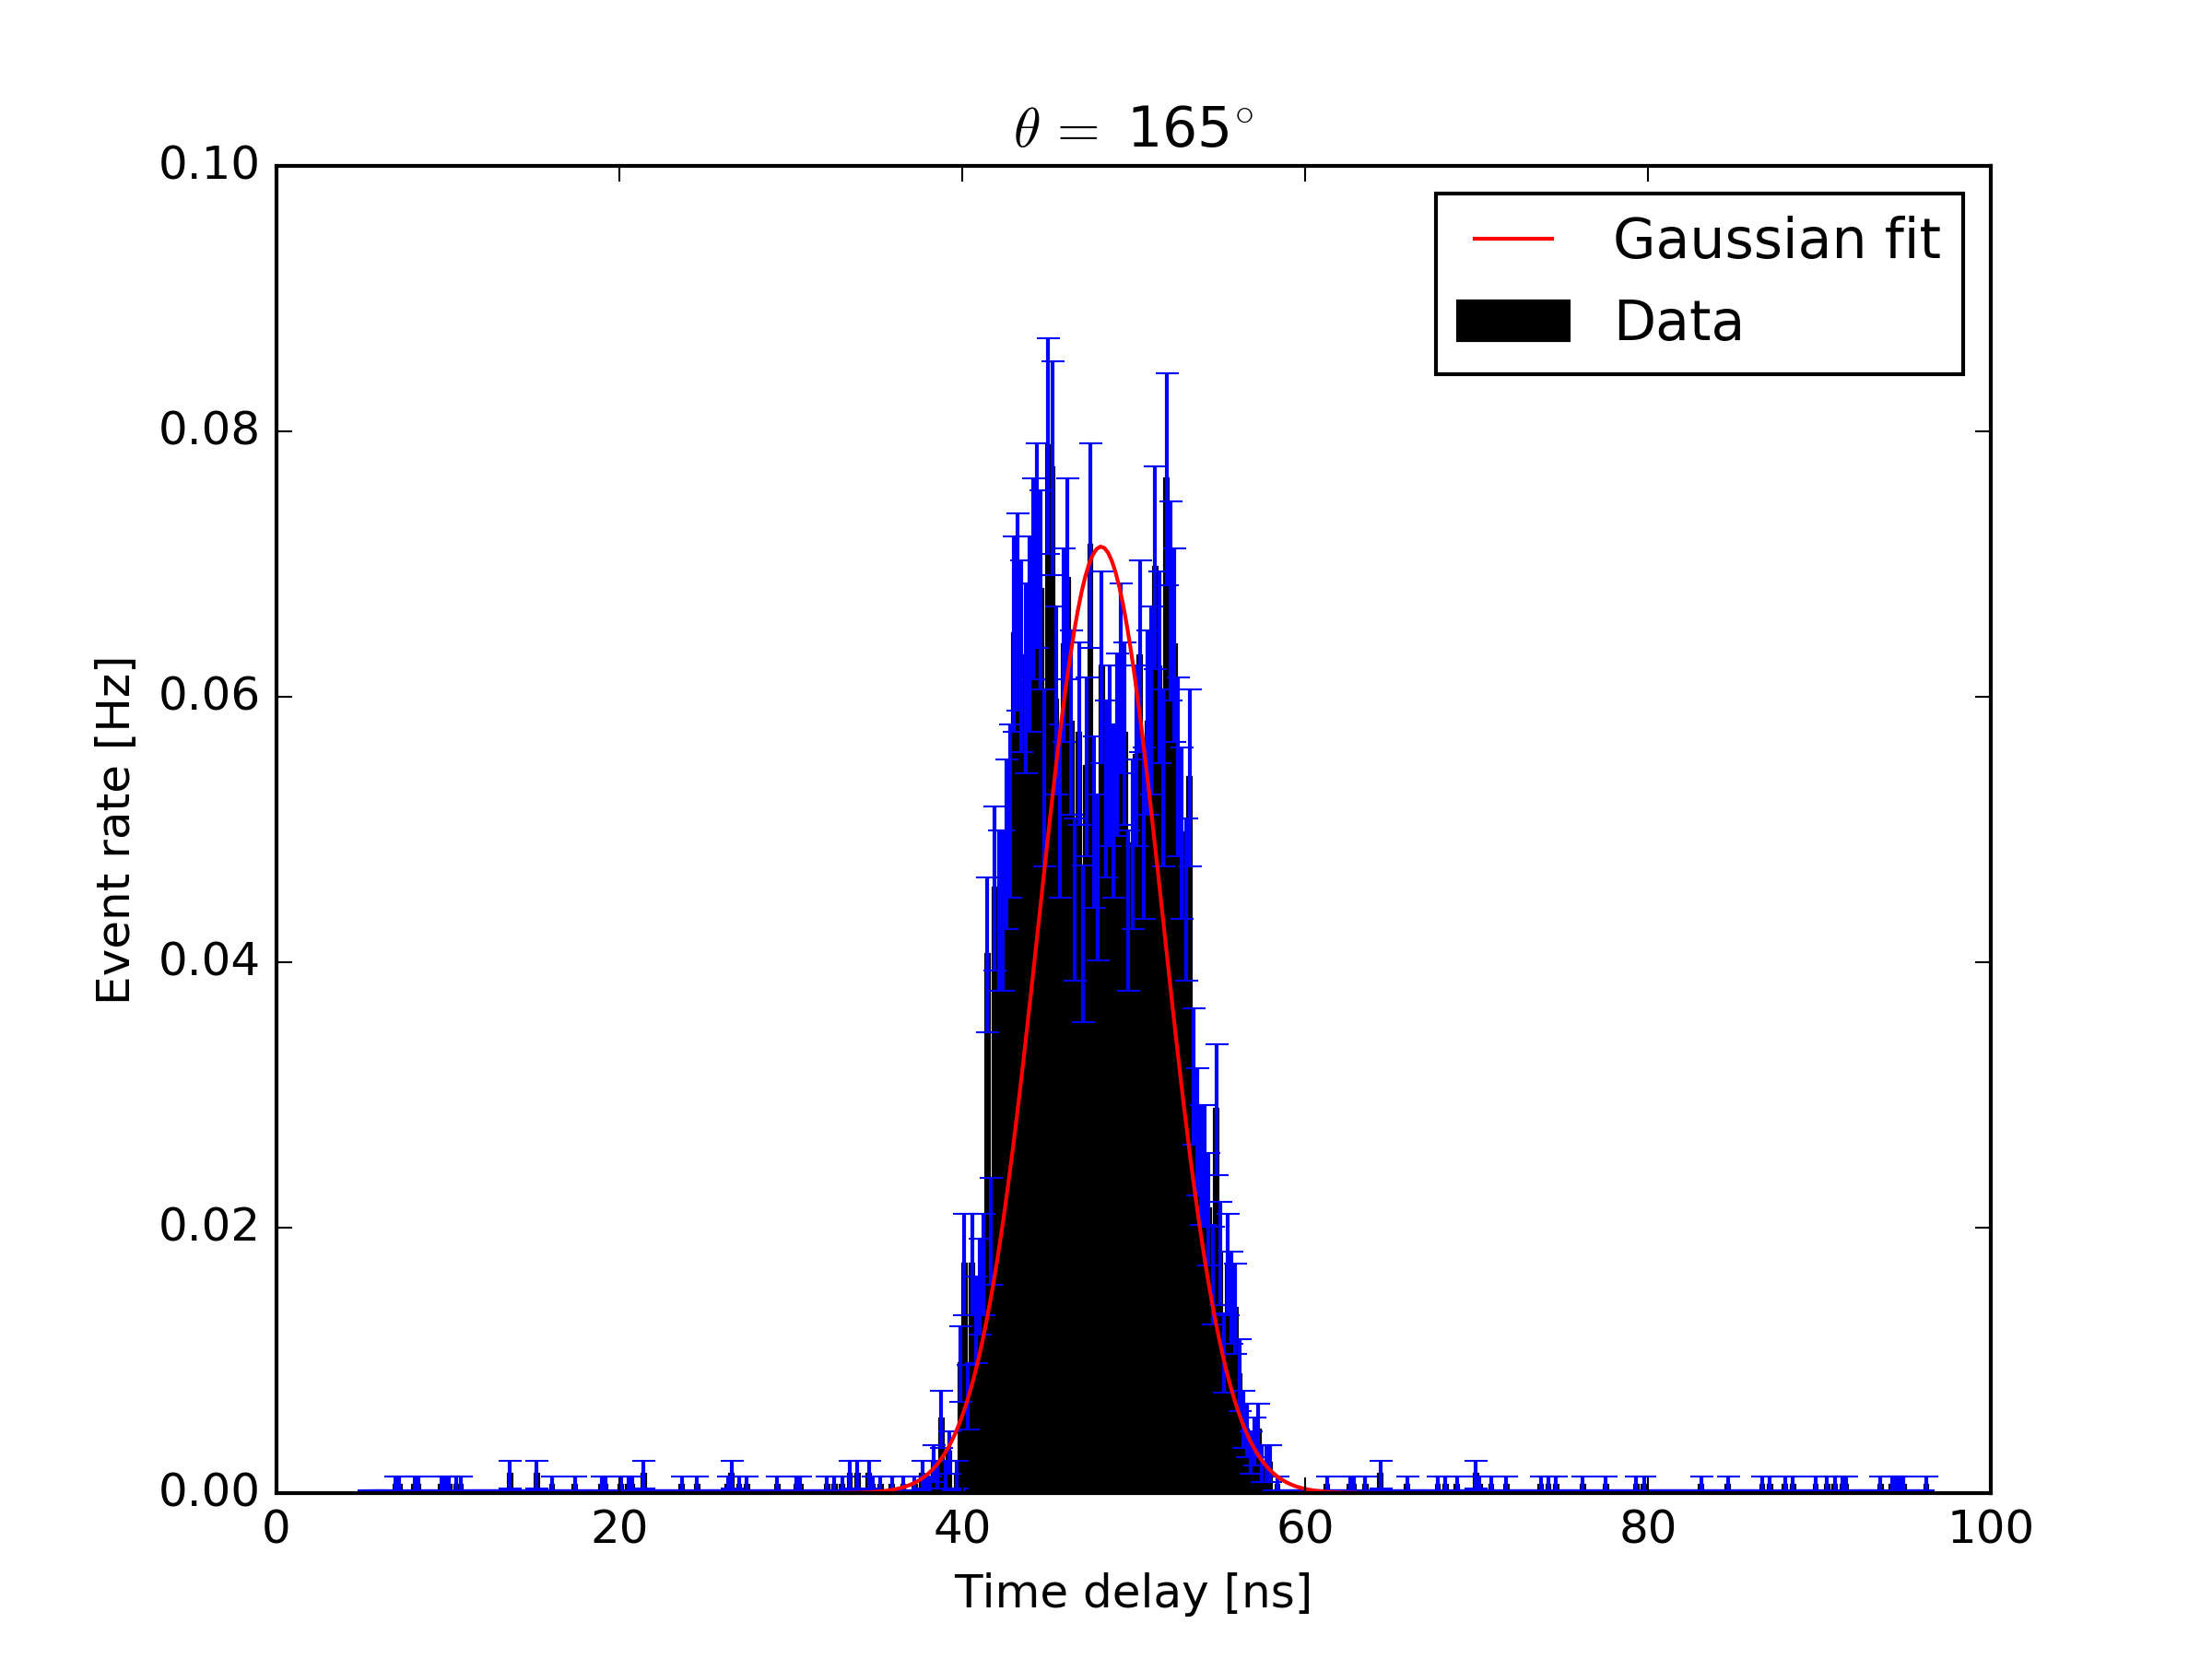 θ = 165°
Gaussian fit
Data
Event rate [Hz]
0.10
0.08
0.06
0.04
0.02
0.00
0 20 40 60 80 100
Time delay [ns]